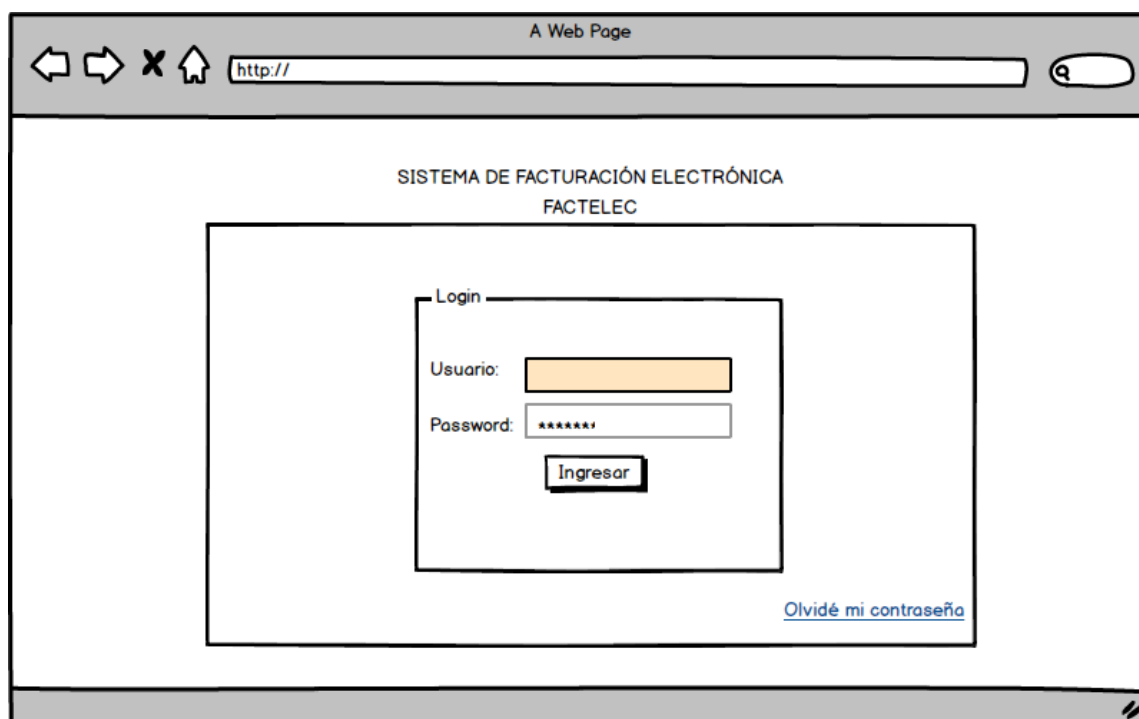 A Web Page
http://
SISTEMA DE FACTURACIÓN ELECTRÓNICA
FACTELEC
Login
Usuario:
Password: *******
Ingresar
Olvidé mi contraseña